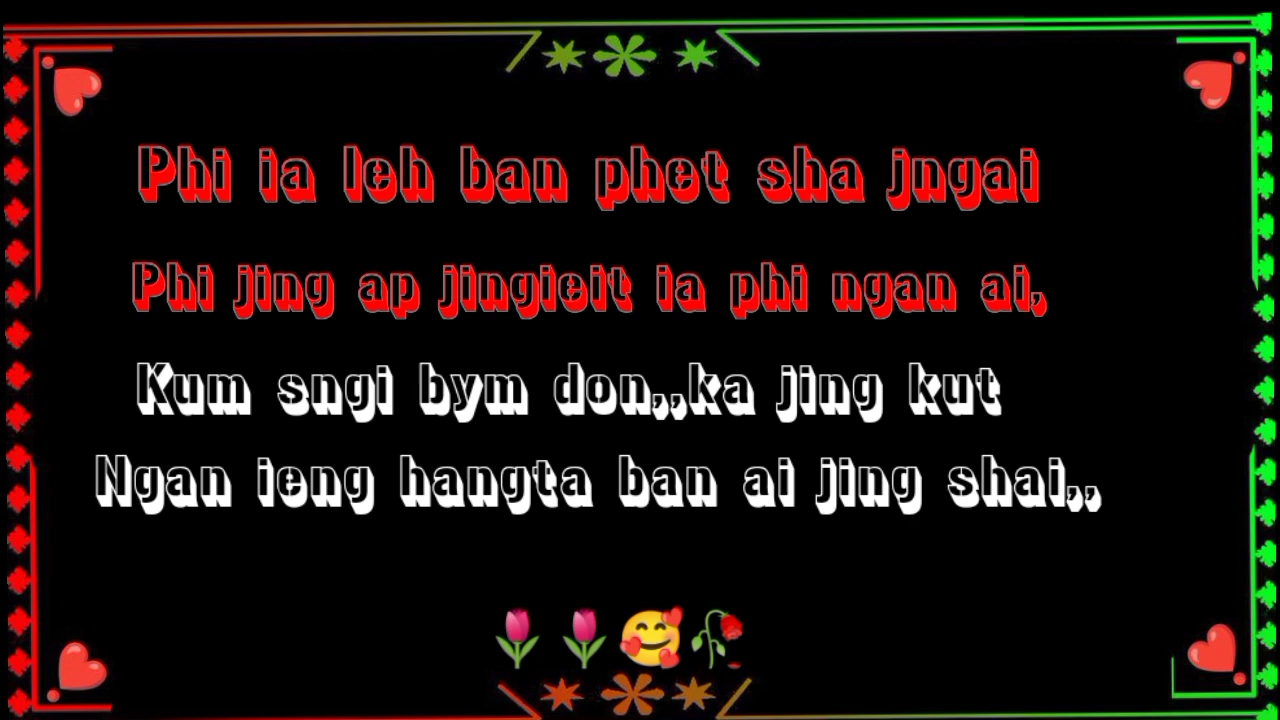 Phi ia leh ban phet sha jngai
Phi jing ap jingieit ia phi ngan ai,
Kum sngi bym don,,ka jing kut
Ngan ieng hangta ban ai jing shai,,